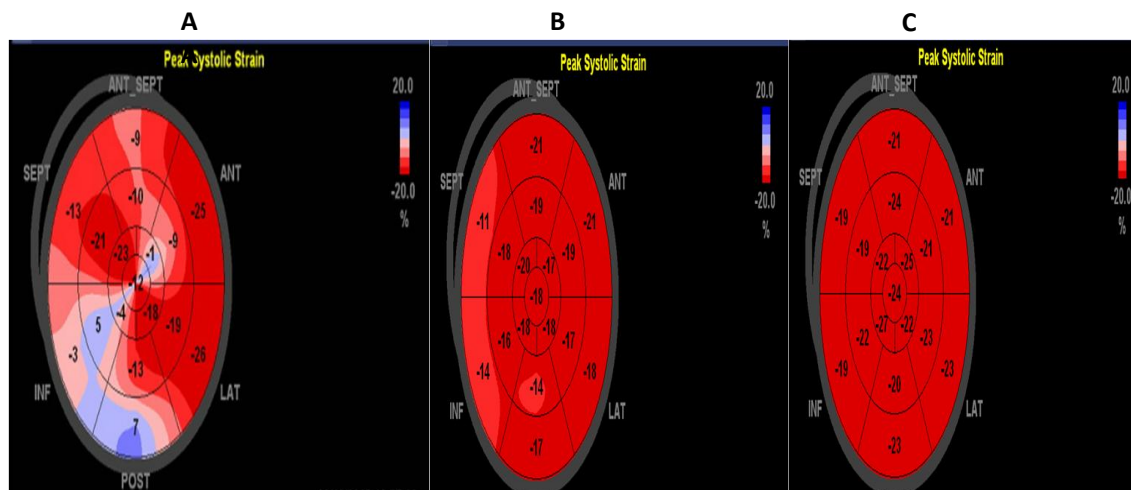 A
B
C
Peak Systolic Strain
ANT_SEPT
SEPT
ANT
INF
LAT
POST
20.0
-20.0
%
-9
-13
-25
-10
-21
-9
-23
-1
-12
-4
-18
5
-19
-3
-26
-13
7
Peak Systolic Strain
ANT_SEPT
SEPT
ANT
INF
LAT
20.0
-20.0
%
-21
-11
-21
-19
-18
-19
-20
-17
-18
-18
-18
-16
-17
-14
-18
-14
-17
Peak Systolic Strain
ANT_SEPT
SEPT
ANT
INF
LAT
20.0
-20.0
%
-21
-19
-21
-24
-19
-21
-22
-25
-24
-27
-22
-22
-23
-19
-23
-20
-23